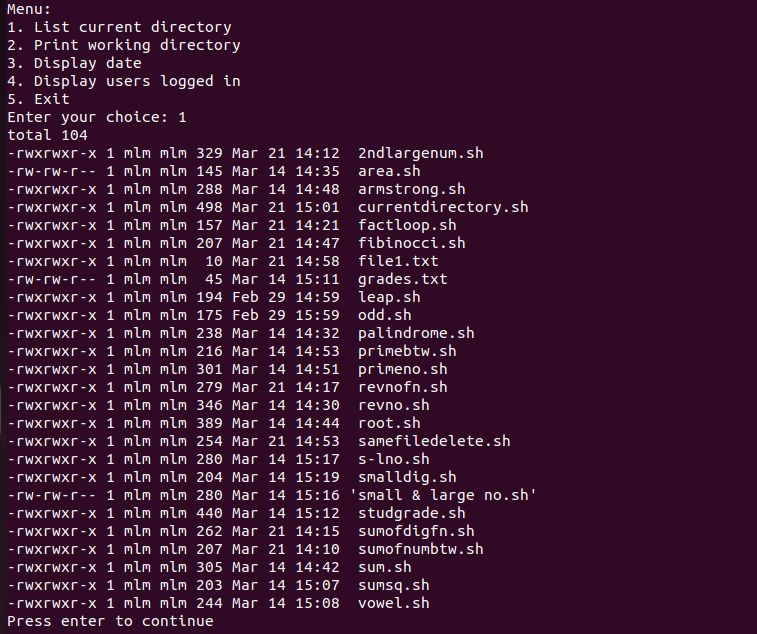 Menu:
1. List current directory
2. Print working directory
3. Display date
4. Display users logged in
5. Exit
Enter your choice: 1
total 104
-rwxrwxr-x 1 mlm mlm 329 Mar 21 14:12  2ndlargenum.sh
-rw-rw-r-- 1 mlm mlm 145 Mar 14 14:35  area.sh
-rwxrwxr-x 1 mlm mlm 288 Mar 14 14:48  armstrong.sh
-rwxrwxr-x 1 mlm mlm 498 Mar 21 15:01  currentdirectory.sh
-rwxrwxr-x 1 mlm mlm 157 Mar 21 14:21  factloop.sh
-rwxrwxr-x 1 mlm mlm 207 Mar 21 14:47  fibinocci.sh
-rwxrwxr-x 1 mlm mlm  10 Mar 21 14:58  file1.txt
-rw-rw-r-- 1 mlm mlm  45 Mar 14 15:11  grades.txt
-rwxrwxr-x 1 mlm mlm 194 Feb 29 14:59  leap.sh
-rwxrwxr-x 1 mlm mlm 175 Feb 29 15:59  odd.sh
-rwxrwxr-x 1 mlm mlm 238 Mar 14 14:32  palindrome.sh
-rwxrwxr-x 1 mlm mlm 216 Mar 14 14:53  primebtw.sh
-rwxrwxr-x 1 mlm mlm 301 Mar 14 14:51  primeno.sh
-rwxrwxr-x 1 mlm mlm 279 Mar 21 14:17  revnofn.sh
-rwxrwxr-x 1 mlm mlm 346 Mar 14 14:30  revno.sh
-rwxrwxr-x 1 mlm mlm 389 Mar 14 14:44  root.sh
-rwxrwxr-x 1 mlm mlm 254 Mar 21 14:53  samefiledelete.sh
-rwxrwxr-x 1 mlm mlm 280 Mar 14 15:17  s-lno.sh
-rwxrwxr-x 1 mlm mlm 204 Mar 14 15:19  smalldig.sh
-rw-rw-r-- 1 mlm mlm 280 Mar 14 15:16 'small & large no.sh'
-rwxrwxr-x 1 mlm mlm 440 Mar 14 15:12  studgrade.sh
-rwxrwxr-x 1 mlm mlm 262 Mar 21 14:15  sumofdigfn.sh
-rwxrwxr-x 1 mlm mlm 207 Mar 21 14:10  sumofnumbtw.sh
-rwxrwxr-x 1 mlm mlm 305 Mar 14 14:42  sum.sh
-rwxrwxr-x 1 mlm mlm 203 Mar 14 15:07  sumsq.sh
-rwxrwxr-x 1 mlm mlm 244 Mar 14 15:08  vowel.sh
Press enter to continue